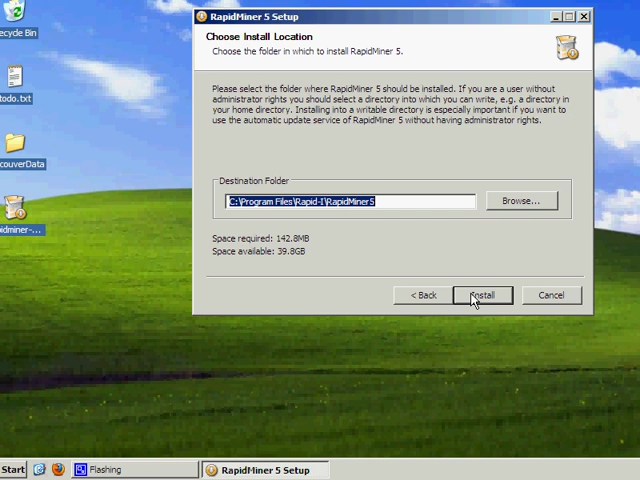 RapidMiner 5 Setup
Choose Install Location
Choose the folder in which to install RapidMiner 5.
Please select the folder where RapidMiner 5 should be installed. If you are a user without
administrator rights you should select a directory into which you can write, e.g. a directory in
your home directory. Installing into a writable directory is especially important if you want to
use the automatic update service of RapidMiner 5 without having administrator rights.
Destination Folder
C:\Program Files\Rapid-I\RapidMiner5
Browse...
Space required: 142.8MB
Space available: 39.8GB
< Back
Install
Cancel
ecycle Bin
todo.txt
couverData
pidminer-...
Start
Flashing
RapidMiner 5 Setup